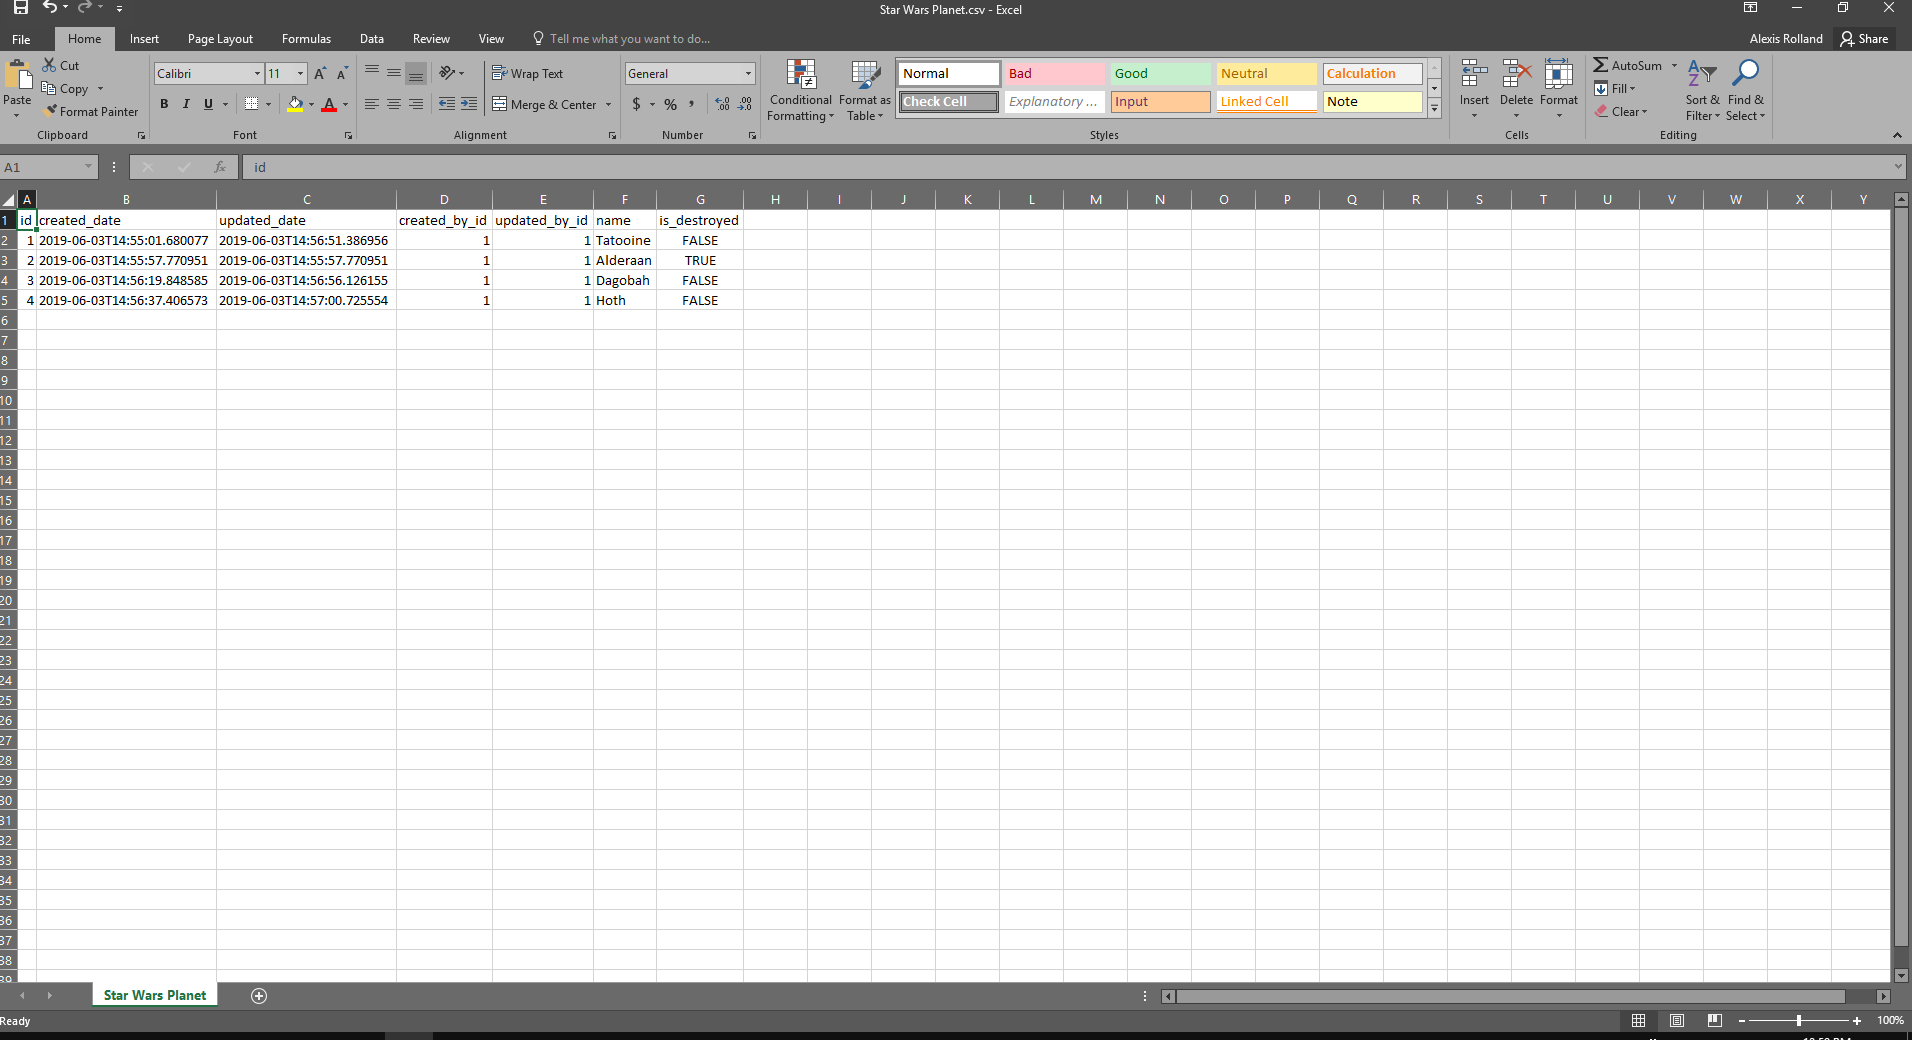 Star Wars Planet.csv - Excel
File Home Insert Page Layout Formulas Data Review View Tell me what you want to do... Alexis Rolland Share
Paste
Cut
Copy
Format Painter
Clipboard
Calibri 11
B I U
Font
Wrap Text
Merge & Center
Alignment
General
$ % ,
Number
Conditional Formatting
Format as Table
Normal Bad Good Neutral Calculation
Check Cell Explanatory ... Input Linked Cell Note
Styles
Insert Delete Format
Cells
AutoSum
Fill
Clear
Sort & Filter
Find & Select
Editing
A1 fx id
A B C D E F G H I J K L M N O P Q R S T U V W X Y
1 id created_date updated_date created_by_id updated_by_id name is_destroyed
2 1 2019-06-03T14:55:01.680077 2019-06-03T14:56:51.386956 1 1 Tatooine FALSE
3 2 2019-06-03T14:55:57.770951 2019-06-03T14:55:57.770951 1 1 Alderaan TRUE
4 3 2019-06-03T14:56:19.848585 2019-06-03T14:56:56.126155 1 1 Dagobah FALSE
5 4 2019-06-03T14:56:37.406573 2019-06-03T14:57:00.725554 1 1 Hoth FALSE
6
7
8
9
10
11
12
13
14
15
16
17
18
19
20
21
22
23
24
25
26
27
28
29
30
31
32
33
34
35
36
37
38
39
Star Wars Planet
Ready
100%